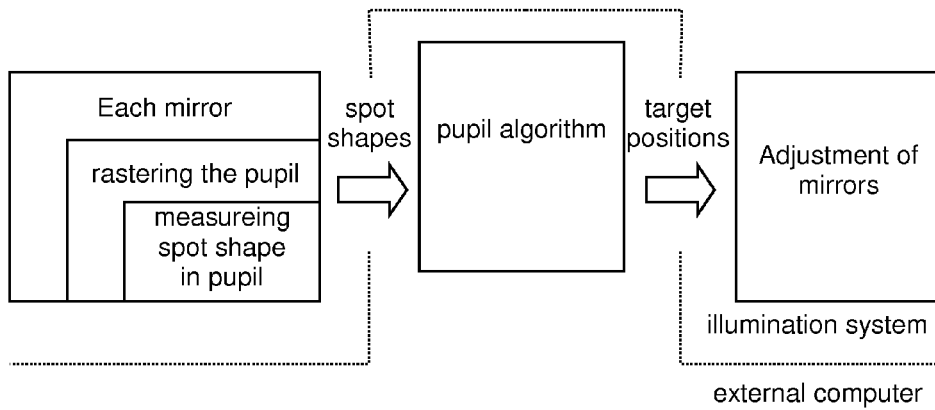 Each mirror
rastering the pupil
measureing
spot shape
in pupil
spot
shapes
pupil algorithm
target
positions
Adjustment of
mirrors
illumination system
external computer